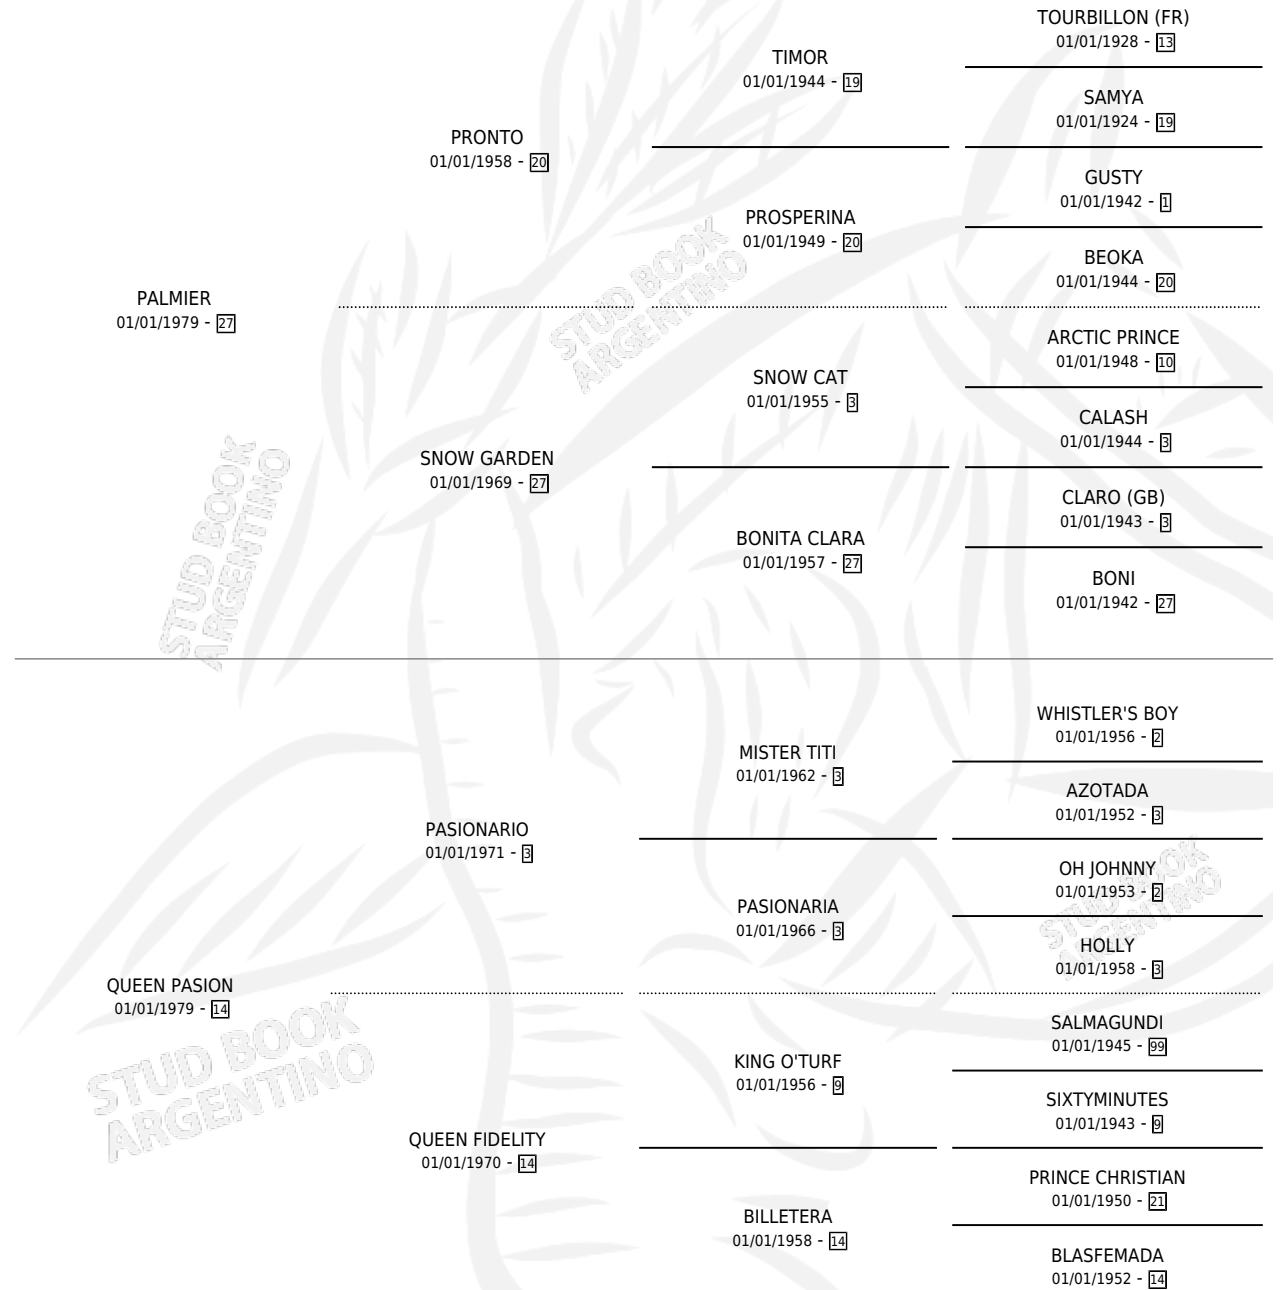 TOURBILLON (FR)
01/01/1928 - 13
TIMOR
01/01/1944 - 19
SAMYA
01/01/1924 - 19
PRONTO
01/01/1958 - 20
GUSTY
01/01/1942 - 1
PROSPERINA
01/01/1949 - 20
BEOKA
01/01/1944 - 20
PALMIER
01/01/1979 - 27
ARCTIC PRINCE
01/01/1948 - 10
SNOW CAT
01/01/1955 - 3
CALASH
01/01/1944 - 3
SNOW GARDEN
01/01/1969 - 27
CLARO (GB)
01/01/1943 - 3
BONITA CLARA
01/01/1957 - 27
BONI
01/01/1942 - 27
STUD BOOK
ARGENTINO
STUD BOOK
ARGENTINO
WHISTLER'S BOY
01/01/1956 - 2
MISTER TITI
01/01/1962 - 3
AZOTADA
01/01/1952 - 3
PASIONARIO
01/01/1971 - 3
OH JOHNNY
01/01/1953 - 2
PASIONARIA
01/01/1966 - 3
HOLLY
01/01/1958 - 3
QUEEN PASION
01/01/1979 - 14
SALMAGUNDI
01/01/1945 - 99
KING O'TURF
01/01/1956 - 9
SIXTYMINUTES
01/01/1943 - 9
QUEEN FIDELITY
01/01/1970 - 14
PRINCE CHRISTIAN
01/01/1950 - 21
BILLETERA
01/01/1958 - 14
BLASFEMADA
01/01/1952 - 14
STUD BOOK
ARGENTINO
STUD BOOK
ARGENTINO